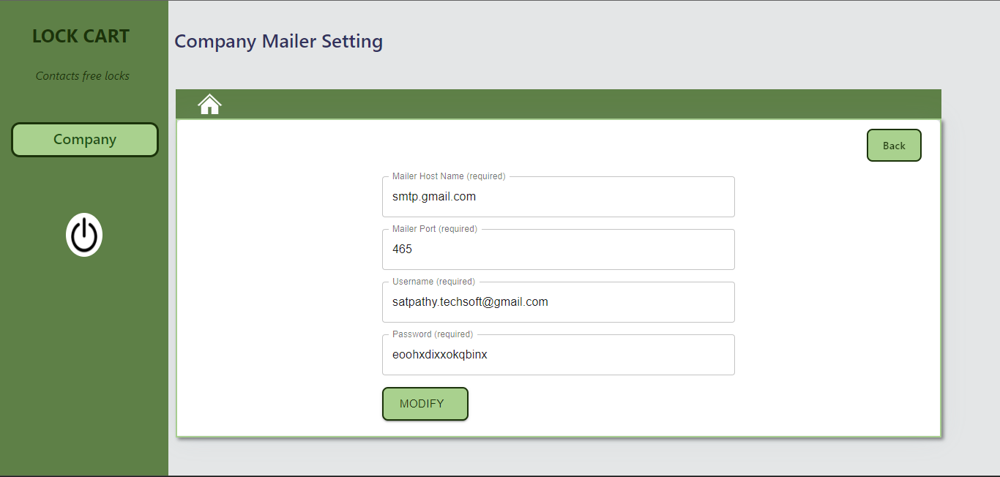 LOCK CART
Contacts free locks
Company
Company Mailer Setting
Back
Mailer Host Name (required)
smtp.gmail.com
Mailer Port (required)
465
Username (required)
satpathy.techsoft@gmail.com
Password (required)
eoohxdixxokqbinx
MODIFY